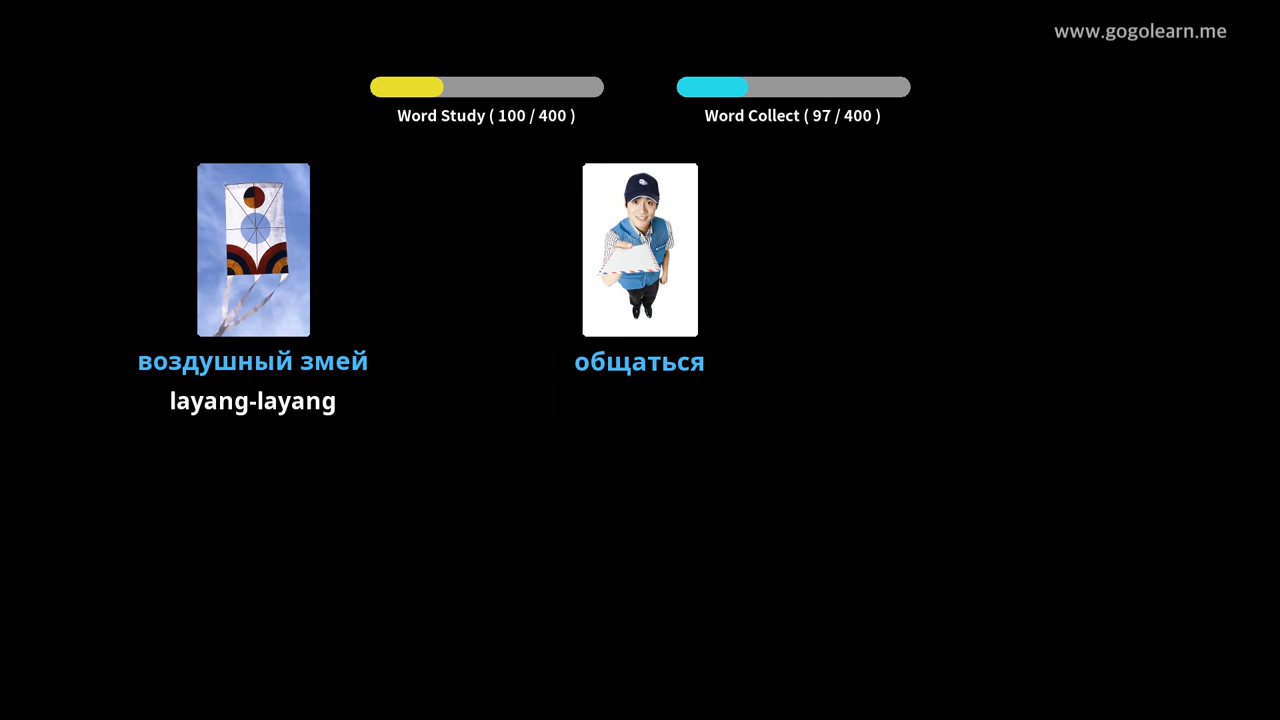 www.gogolearn.me
Word Study ( 100 / 400 )
Word Collect ( 97 / 400 )
воздушный змей
общаться
layang-layang